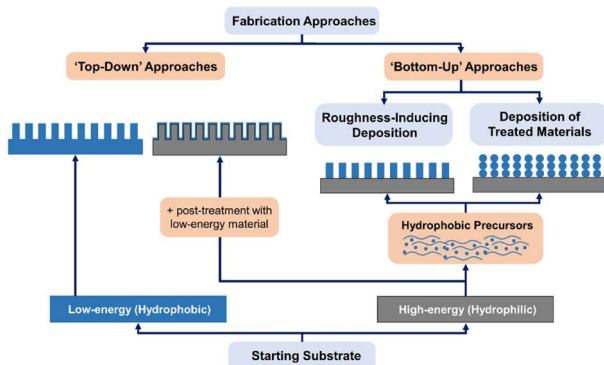 Fabrication Approaches
'Top-Down' Approaches
'Bottom-Up' Approaches
Roughness-Inducing
Deposition
Deposition of
Treated Materials
+ post-treatment with
low-energy material
Hydrophobic Precursors
Low-energy (Hydrophobic)
High-energy (Hydrophilic)
Starting Substrate